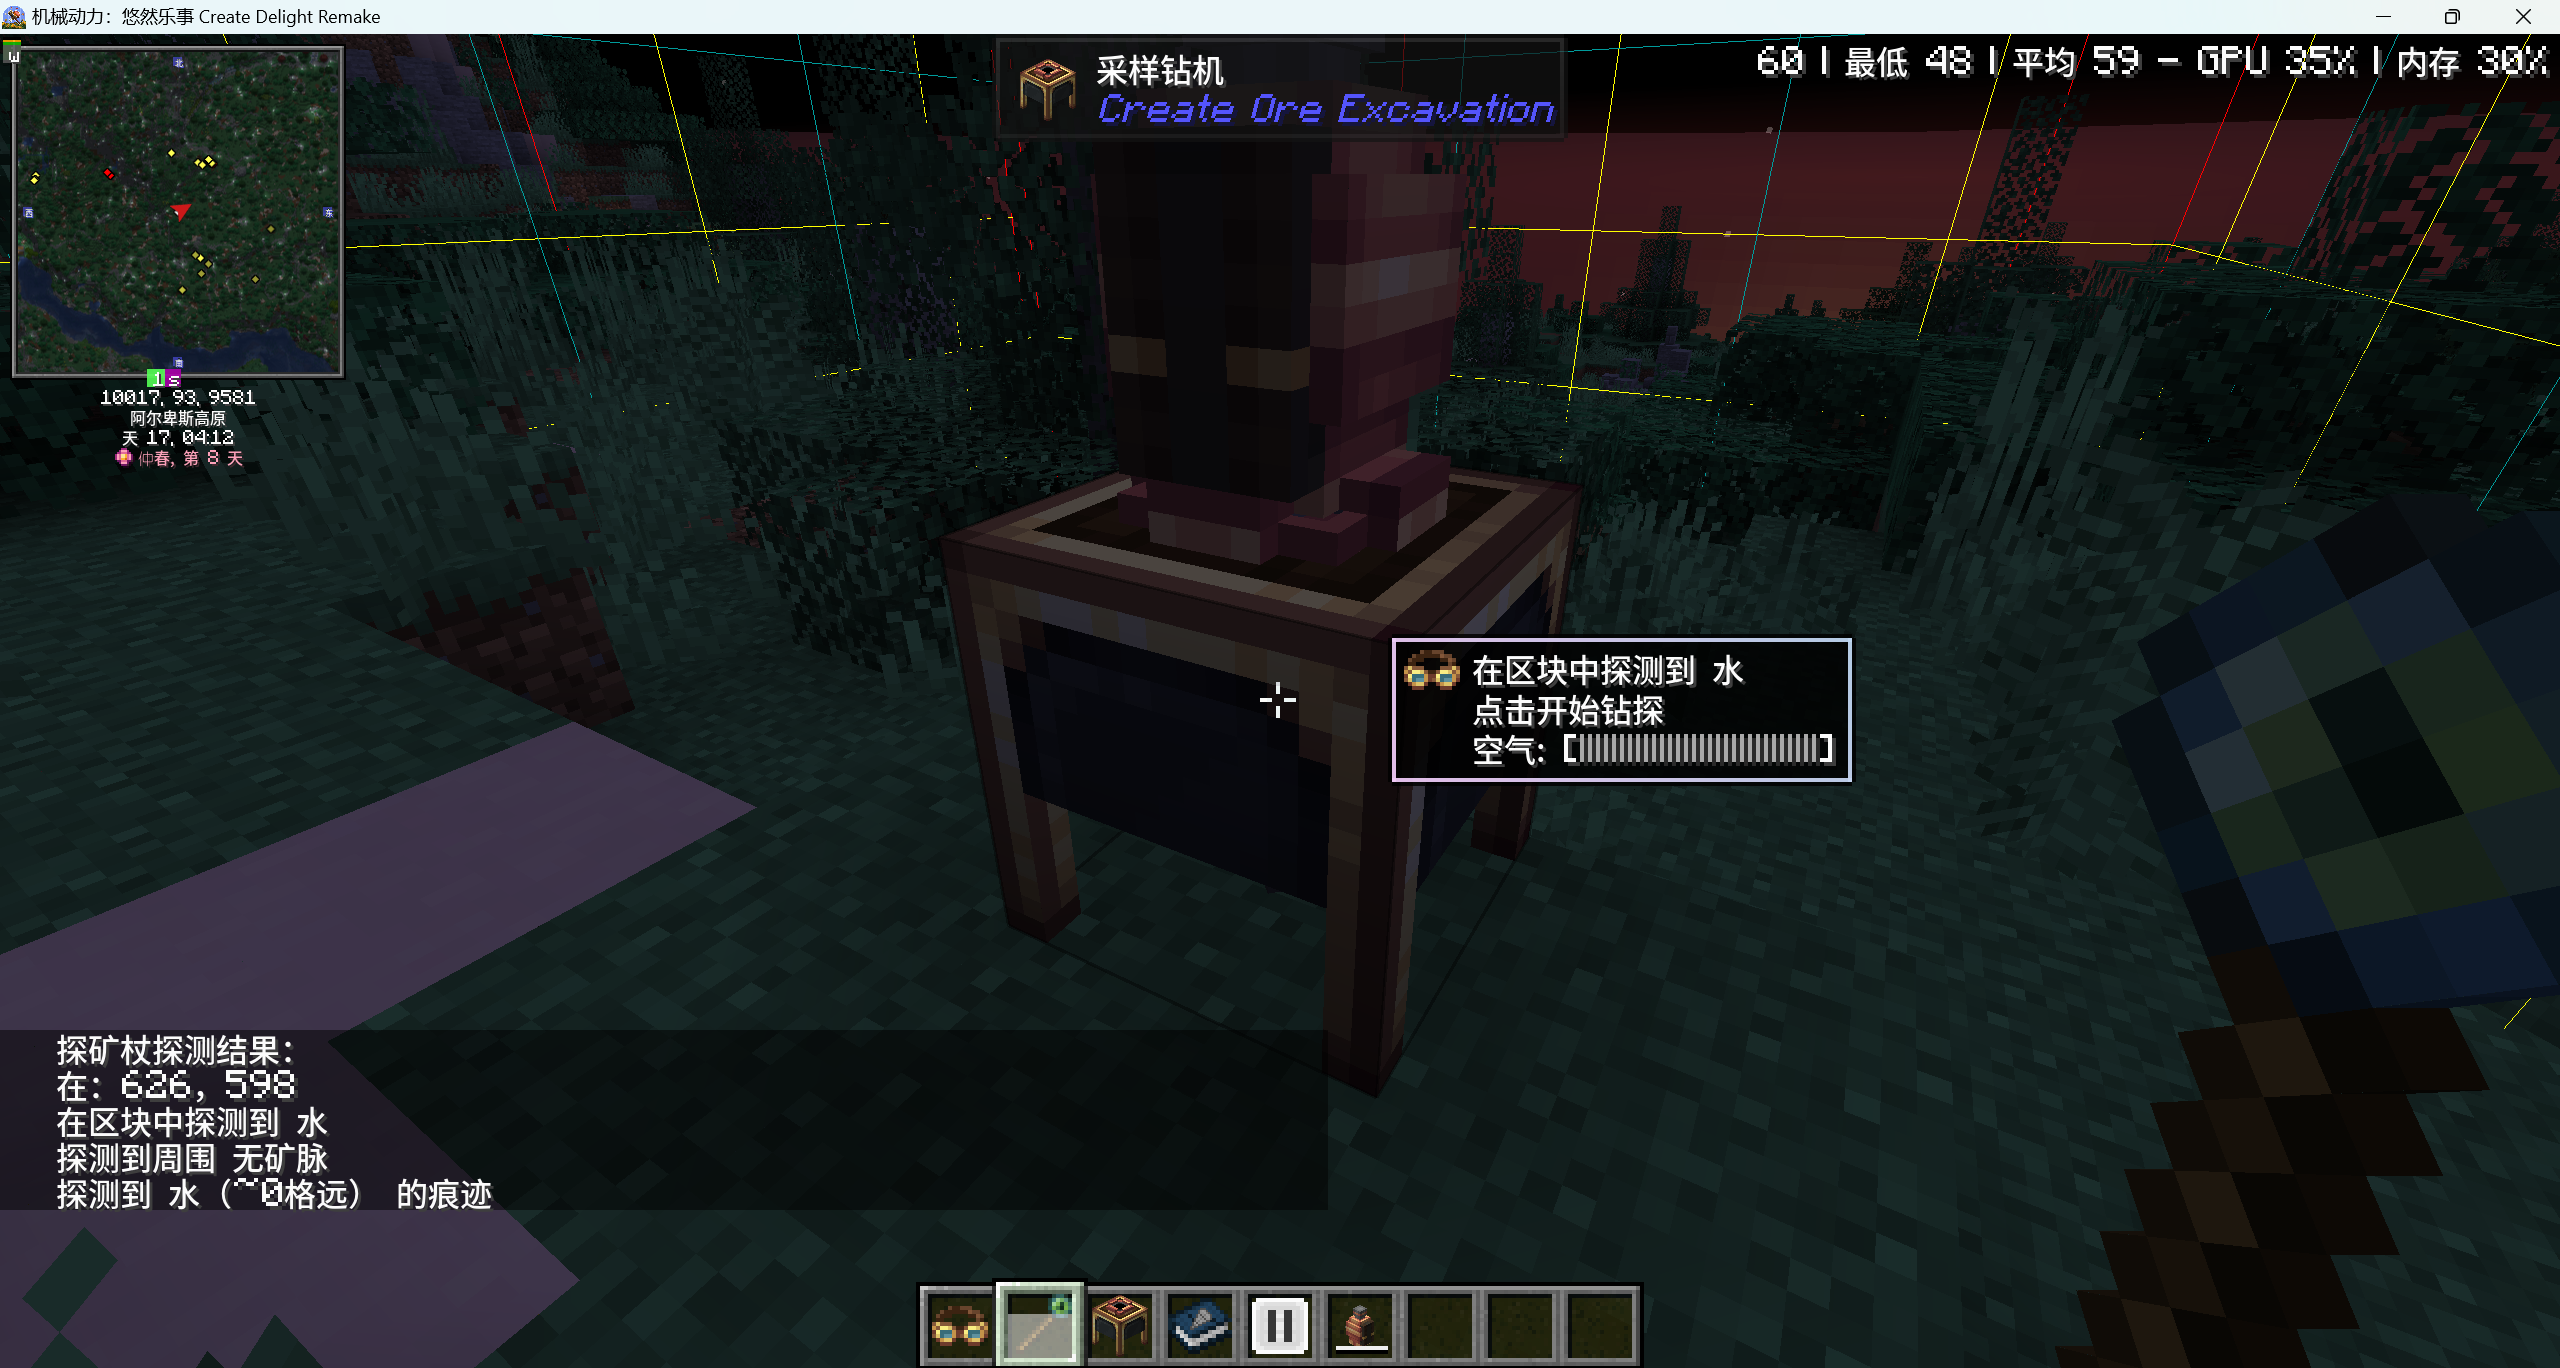 机械动力：悠然乐事 Create Delight Remake
W
北
西
东
南
1 s
10017, 93, 9581
阿尔卑斯高原
天 17, 04:12
仲春, 第 8 天
采样钻机
Create Ore Excavation
60 | 最低 48 | 平均 59 - GPU 35% | 内存 30%
在区块中探测到 水
点击开始钻探
空气: [||||||||||||||||||||||||||||||]
探矿杖探测结果：
在：626, 598
在区块中探测到 水
探测到周围 无矿脉
探测到 水（~0格远） 的痕迹